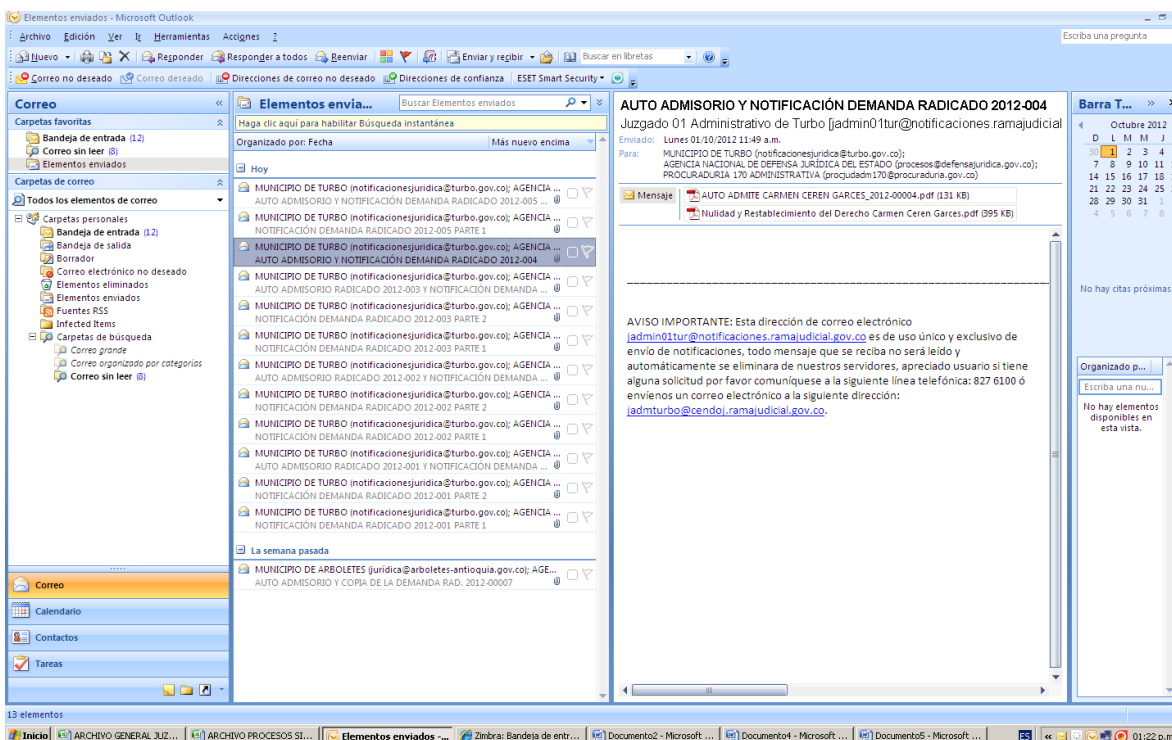 Elementos enviados - Microsoft Outlook
Archivo Edición Ver Ir Herramientas Acciones ?
Escriba una pregunta
Nuevo Responder Responder a todos Reenviar Enviar y recibir Buscar en libretas
Correo no deseado Correo deseado Direcciones de correo no deseado Direcciones de confianza ESET Smart Security
Correo
Carpetas favoritas
Bandeja de entrada (12)
Correo sin leer (8)
Elementos enviados
Carpetas de correo
Todos los elementos de correo
Carpetas personales
Bandeja de entrada (12)
Bandeja de salida
Borrador
Correo electrónico no deseado
Elementos eliminados
Elementos enviados
Fuentes RSS
Infected Items
Carpetas de búsqueda
Correo grande
Correo organizado por categorías
Correo sin leer (8)
Correo
Calendario
Contactos
Tareas
13 elementos
Elementos envia... Buscar Elementos enviados
Haga clic aquí para habilitar Búsqueda instantánea
Organizado por: Fecha Más nuevo encima
Hoy
MUNICIPIO DE TURBO (notificacionesjuridica@turbo.gov.co); AGENCIA ...
AUTO ADMISORIO Y NOTIFICACIÓN DEMANDA RADICADO 2012-005 ...
MUNICIPIO DE TURBO (notificacionesjuridica@turbo.gov.co); AGENCIA ...
NOTIFICACIÓN DEMANDA RADICADO 2012-005 PARTE 1
MUNICIPIO DE TURBO (notificacionesjuridica@turbo.gov.co); AGENCIA ...
AUTO ADMISORIO Y NOTIFICACIÓN DEMANDA RADICADO 2012-004
MUNICIPIO DE TURBO (notificacionesjuridica@turbo.gov.co); AGENCIA ...
AUTO ADMISORIO RADICADO 2012-003 Y NOTIFICACIÓN DEMANDA ...
MUNICIPIO DE TURBO (notificacionesjuridica@turbo.gov.co); AGENCIA ...
NOTIFICACIÓN DEMANDA RADICADO 2012-003 PARTE 2
MUNICIPIO DE TURBO (notificacionesjuridica@turbo.gov.co); AGENCIA ...
NOTIFICACIÓN DEMANDA RADICADO 2012-003 PARTE 1
MUNICIPIO DE TURBO (notificacionesjuridica@turbo.gov.co); AGENCIA ...
AUTO ADMISORIO RADICADO 2012-002 Y NOTIFICACIÓN DEMANDA ...
MUNICIPIO DE TURBO (notificacionesjuridica@turbo.gov.co); AGENCIA ...
NOTIFICACIÓN DEMANDA RADICADO 2012-002 PARTE 2
MUNICIPIO DE TURBO (notificacionesjuridica@turbo.gov.co); AGENCIA ...
NOTIFICACIÓN DEMANDA RADICADO 2012-002 PARTE 1
MUNICIPIO DE TURBO (notificacionesjuridica@turbo.gov.co); AGENCIA ...
AUTO ADMISORIO RADICADO 2012-001 Y NOTIFICACIÓN DEMANDA ...
MUNICIPIO DE TURBO (notificacionesjuridica@turbo.gov.co); AGENCIA ...
NOTIFICACIÓN DEMANDA RADICADO 2012-001 PARTE 2
MUNICIPIO DE TURBO (notificacionesjuridica@turbo.gov.co); AGENCIA ...
NOTIFICACIÓN DEMANDA RADICADO 2012-001 PARTE 1
La semana pasada
MUNICIPIO DE ARBOLETES (jurídica@arboletes-antioquia.gov.co); AGE...
AUTO ADMISORIO Y COPIA DE LA DEMANDA RAD. 2012-00007
AUTO ADMISORIO Y NOTIFICACIÓN DEMANDA RADICADO 2012-004
Juzgado 01 Administrativo de Turbo [jadmin01tur@notificaciones.ramajudicial
Enviado: Lunes 01/10/2012 11:49 a.m.
Para: MUNICIPIO DE TURBO (notificacionesjuridica@turbo.gov.co);
AGENCIA NACIONAL DE DEFENSA JURÍDICA DEL ESTADO (procesos@defensajuridica.gov.co);
PROCURADURIA 170 ADMINISTRATIVA (procjudadm170@procuraduria.gov.co)
Mensaje AUTO ADMITE CARMEN CEREN GARCES_2012-00004.pdf (131 KB)
Nulidad y Restablecimiento del Derecho Carmen Ceren Garces.pdf (395 KB)
AVISO IMPORTANTE: Esta dirección de correo electrónico
jadmin01tur@notificaciones.ramajudicial.gov.co es de uso único y exclusivo de
envío de notificaciones, todo mensaje que se reciba no será leído y
automáticamente se eliminara de nuestros servidores, apreciado usuario si tiene
alguna solicitud por favor comuníquese a la siguiente línea telefónica: 827 6100 ó
envíenos un correo electrónico a la siguiente dirección:
jadmturbo@cendoj.ramajudicial.gov.co.
Barra T...
Octubre 2012
D L M M J
30 1 2 3 4
7 8 9 10 11
14 15 16 17 18
21 22 23 24 25
28 29 30 31 1
4 5 6 7 8
No hay citas próximas
Organizado p...
Escriba una nu...
No hay elementos
disponibles en
esta vista.
Inicio ARCHIVO GENERAL JUZ... ARCHIVO PROCESOS SI... Elementos enviados -... Zimbra: Bandeja de entr... Documento2 - Microsoft ... Documento4 - Microsoft ... Documento5 - Microsoft ... ES 01:22 p.